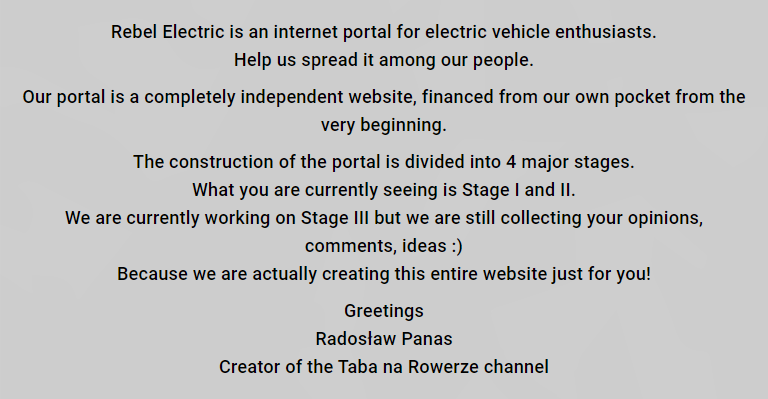 Rebel Electric is an internet portal for electric vehicle enthusiasts.
Help us spread it among our people.
Our portal is a completely independent website, financed from our own pocket from the
very beginning.
The construction of the portal is divided into 4 major stages.
What you are currently seeing is Stage I and II.
We are currently working on Stage III but we are still collecting your opinions,
comments, ideas :)
Because we are actually creating this entire website just for you!
Greetings
Radosław Panas
Creator of the Taba na Rowerze channel